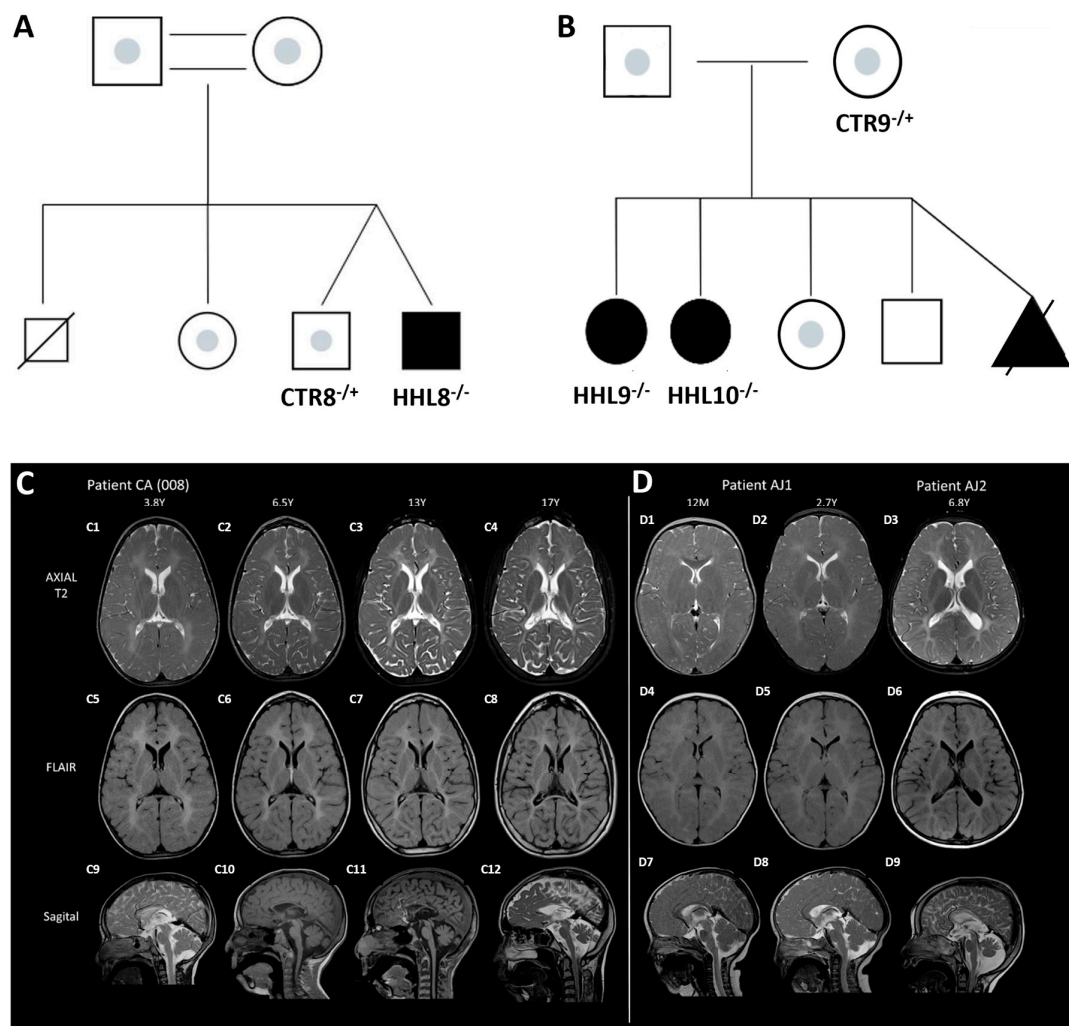 A
B
CTR9-/+
CTR8-/+
HHL8-/-
HHL9-/-
HHL10-/-
C
Patient CA (008)
3.8Y
6.5Y
13Y
17Y
D
Patient AJ1
Patient AJ2
12M
2.7Y
6.8Y
C1
C2
C3
C4
D1
D2
D3
AXIAL
T2
C5
C6
C7
C8
D4
D5
D6
FLAIR
C9
C10
C11
C12
D7
D8
D9
Sagital